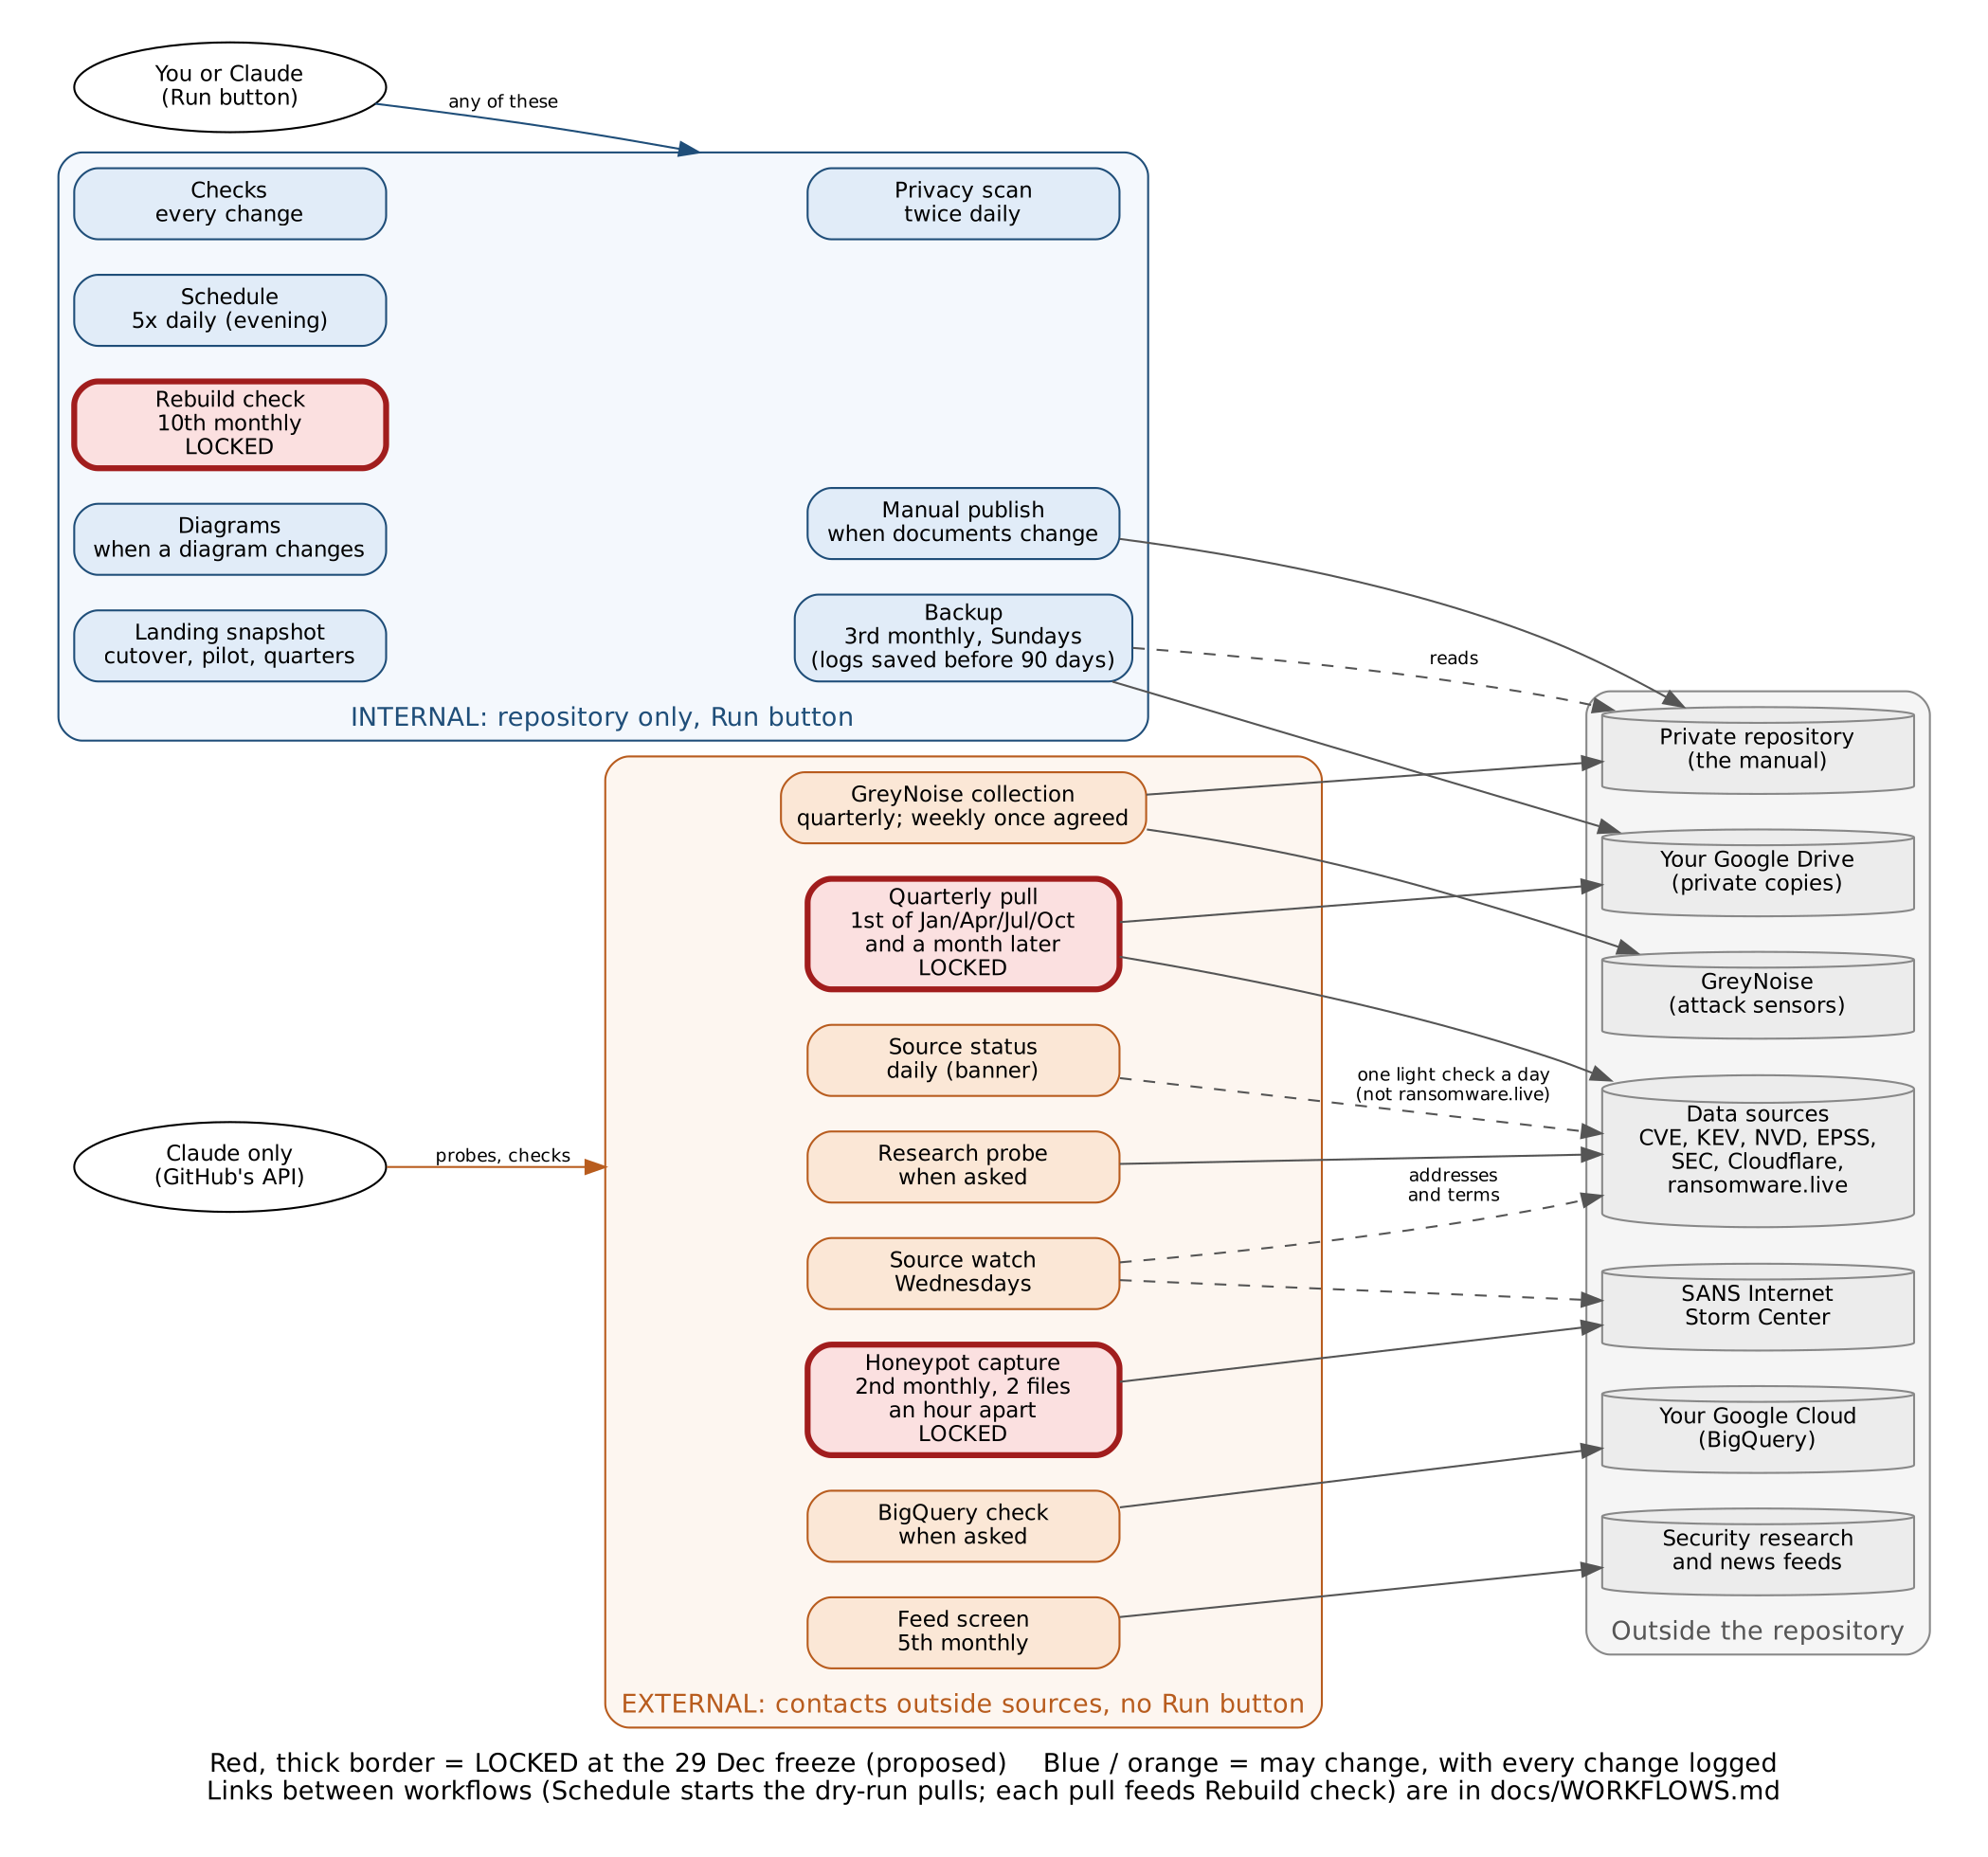 You or Claude
(Run button)
any of these
Checks
every change
Privacy scan
twice daily
Schedule
5x daily (evening)
Rebuild check
10th monthly
LOCKED
Diagrams
when a diagram changes
Manual publish
when documents change
Landing snapshot
cutover, pilot, quarters
Backup
3rd monthly, Sundays
(logs saved before 90 days)
reads
INTERNAL: repository only, Run button
Private repository
(the manual)
Your Google Drive
(private copies)
GreyNoise
(attack sensors)
Data sources
CVE, KEV, NVD, EPSS,
SEC, Cloudflare,
ransomware.live
SANS Internet
Storm Center
Your Google Cloud
(BigQuery)
Security research
and news feeds
Outside the repository
GreyNoise collection
quarterly; weekly once agreed
Quarterly pull
1st of Jan/Apr/Jul/Oct
and a month later
LOCKED
Source status
daily (banner)
one light check a day
(not ransomware.live)
Claude only
(GitHub's API)
probes, checks
Research probe
when asked
addresses
and terms
Source watch
Wednesdays
Honeypot capture
2nd monthly, 2 files
an hour apart
LOCKED
BigQuery check
when asked
Feed screen
5th monthly
EXTERNAL: contacts outside sources, no Run button
Red, thick border = LOCKED at the 29 Dec freeze (proposed) Blue / orange = may change, with every change logged
Links between workflows (Schedule starts the dry-run pulls; each pull feeds Rebuild check) are in docs/WORKFLOWS.md